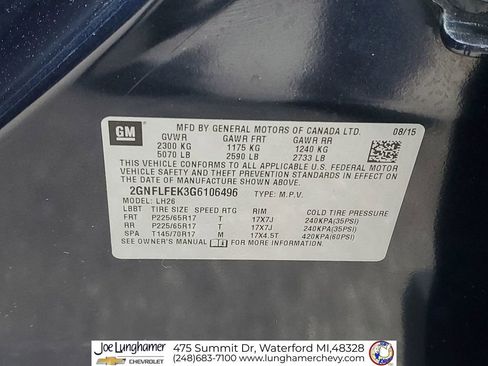 GM
MFD BY GENERAL MOTORS OF CANADA LTD. 08/15
GVWR GAWR FRT GAWR RR
2300 KG 1175 KG 1240 KG
5070 LB 2590 LB 2733 LB
THIS VEHICLE CONFORMS TO ALL APPLICABLE U.S. FEDERAL MOTOR
VEHICLE SAFETY, BUMPER, AND THEFT PREVENTION STANDARDS
IN EFFECT ON THE DATE OF MANUFACTURE SHOWN ABOVE.
2GNFLFEK3G6106496 TYPE: M.P.V.
MODEL: LH26
LBBT TIRE SIZE SPEED RTG RIM COLD TIRE PRESSURE
FRT P225/65R17 T 17X7J 240KPA(35PSI)
RR P225/65R17 T 17X7J 240KPA(35PSI)
SPA T145/70R17 M 17X4.5T 420KPA(60PSI)
SEE OWNER'S MANUAL FOR MORE INFORMATION.
Joe Lunghamer
CHEVROLET
475 Summit Dr, Waterford MI,48328
(248)683-7100 www.lunghamerchevy.com